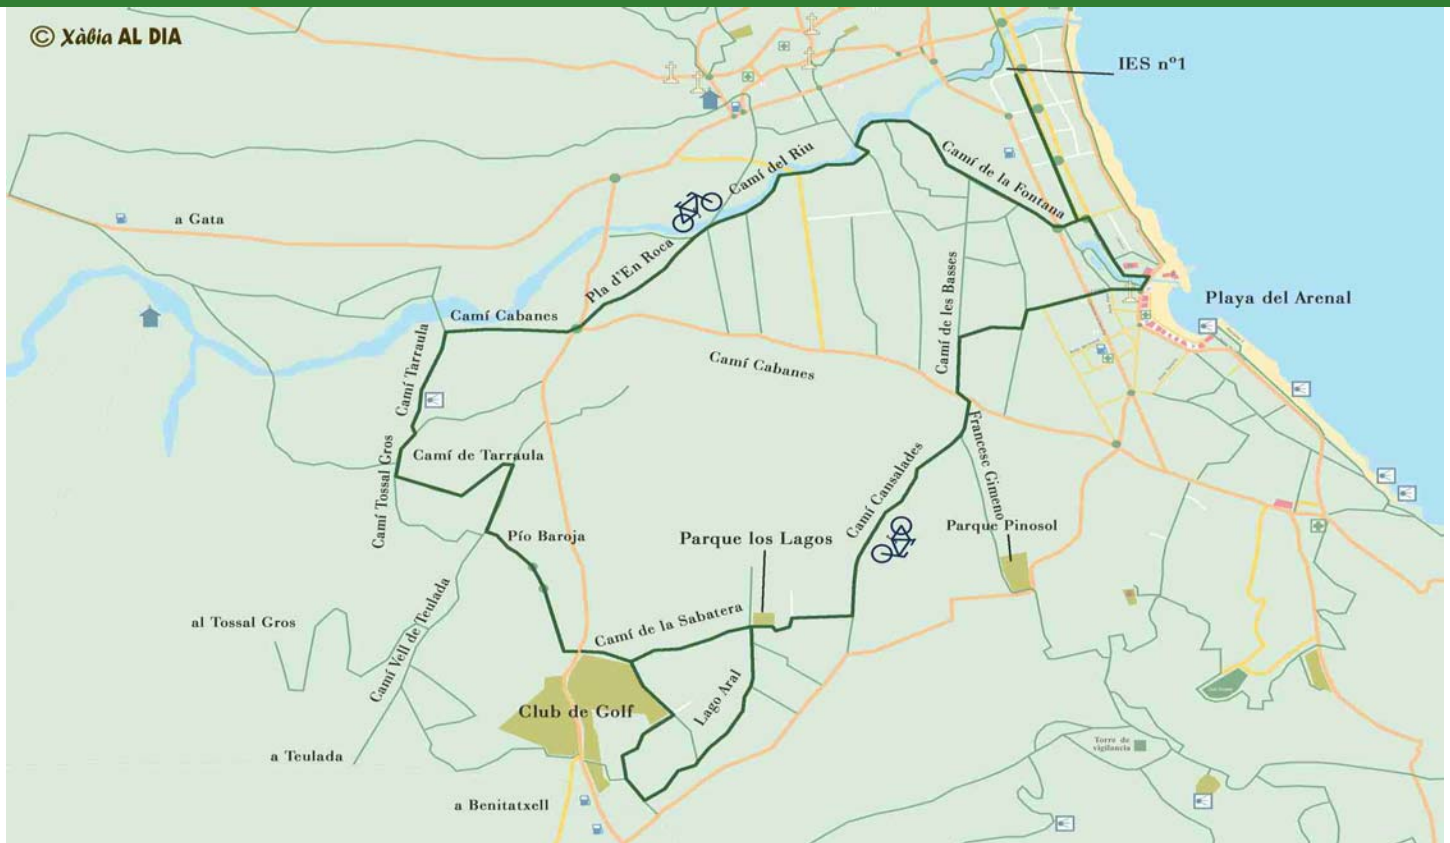 © Xàbia AL DIA
IES nº1
Camí de la Fontana
Camí del Riu
a Gata
Pla d'En Roca
Camí de les Basses
Playa del Arenal
Camí Cabanes
Camí Tarraula
Camí Cabanes
Camí Tossal Gros
Camí de Tarraula
Francesc Gimeno
Camí Cansalades
Pío Baroja
Parque los Lagos
Parque Pinosol
Camí Vell de Teulada
al Tossal Gros
Camí de la Sabatera
Lago Aral
Club de Golf
Torre de
vigilancia
a Teulada
a Benitatxell